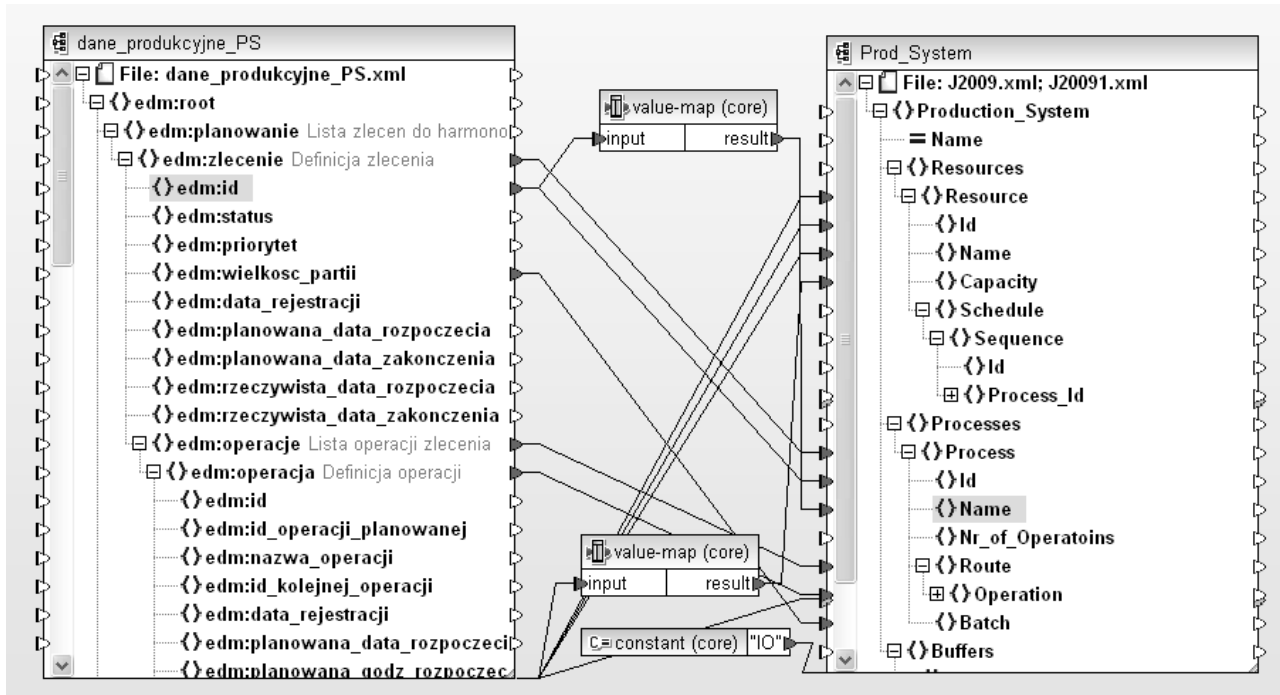 dane_produkcyjne_PS
File: dane_produkcyjne_PS.xml
edm:root
edm:planowanie Lista zlecen do harmono
edm:zlecenie Definicja zlecenia
edm:id
edm:status
edm:priorytet
edm:wielkosc_partii
edm:data_rejestracji
edm:planowana_data_rozpoczecia
edm:planowana_data_zakonczenia
edm:rzeczywista_data_rozpoczecia
edm:rzeczywista_data_zakonczenia
edm:operacje Lista operacji zlecenia
edm:operacja Definicja operacji
edm:id
edm:id_operacji_planowanej
edm:nazwa_operacji
edm:id_kolejnej_operacji
edm:data_rejestracji
edm:planowana_data_rozpoczeci
edm:planowana_godz_rozpoczec
value-map (core)
input result
value-map (core)
input result
C= constant (core) "IO"
Prod_System
File: J2009.xml; J20091.xml
Production_System
Name
Resources
Resource
Id
Name
Capacity
Schedule
Sequence
Id
Process_Id
Processes
Process
Id
Name
Nr_of_Operatoins
Route
Operation
Batch
Buffers